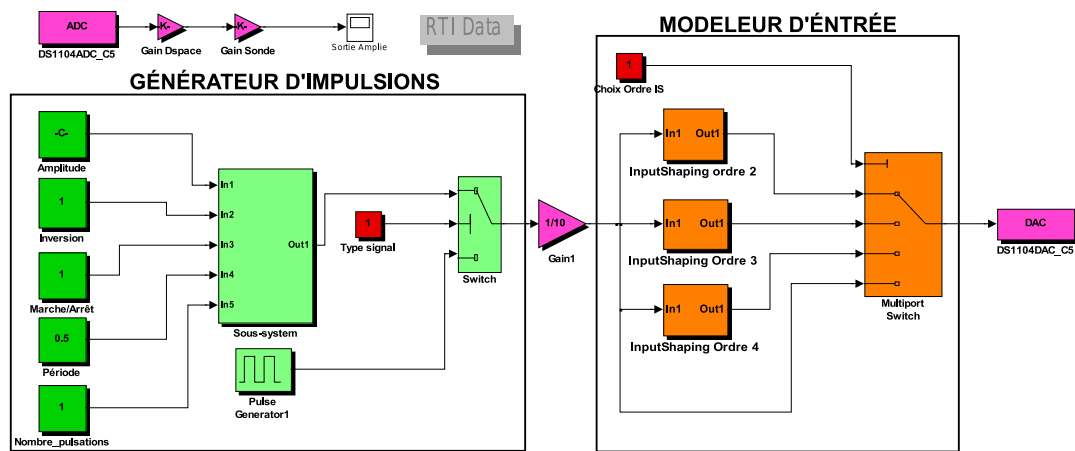 ADC
DS1104ADC_C5
K-
Gain Dspace
K-
Gain Sonde
Sortie Amplie
RTI Data
MODELEUR D'ÉNTRÉE
GÉNÉRATEUR D'IMPULSIONS
-C-
Amplitude
1
Inversion
1
Marche/Arrêt
0.5
Période
1
Nombre_pulsations
In1
In2
In3
In4
In5
Out1
Sous-system
Pulse
Generator1
1
Type signal
Switch
1/10
Gain1
1
Choix Ordre IS
In1 Out1
InputShaping ordre 2
In1 Out1
InputShaping Ordre 3
In1 Out1
InputShaping Ordre 4
Multiport
Switch
DAC
DS1104DAC_C5